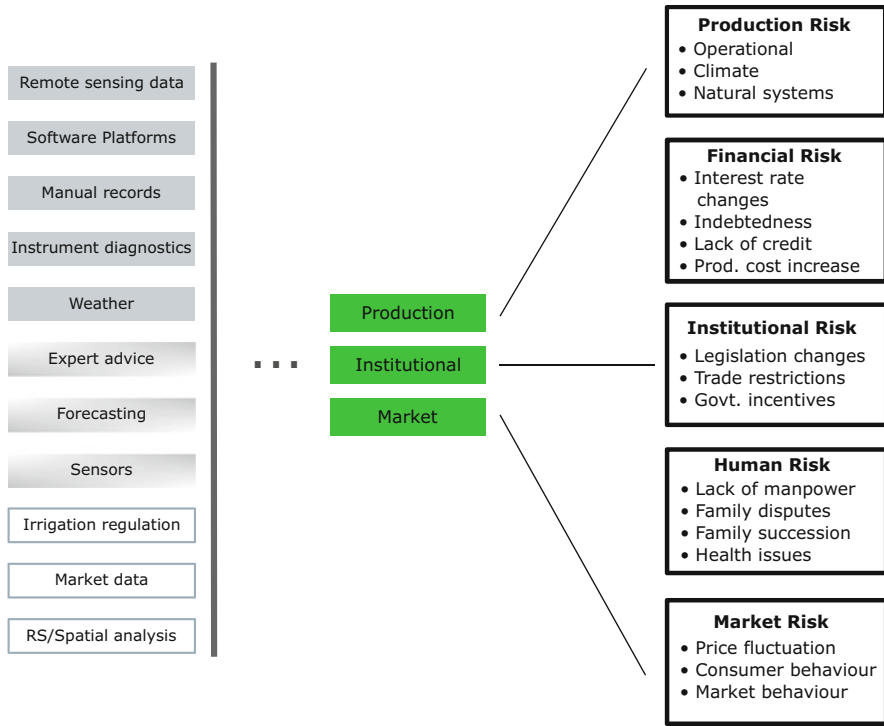 Remote sensing data
Software Platforms
Manual records
Instrument diagnostics
Weather
Expert advice
Forecasting
Sensors
Irrigation regulation
Market data
RS/Spatial analysis
...
Production
Institutional
Market
Production Risk
• Operational
• Climate
• Natural systems
Financial Risk
• Interest rate
changes
• Indebtedness
• Lack of credit
• Prod. cost increase
Institutional Risk
• Legislation changes
• Trade restrictions
• Govt. incentives
Human Risk
• Lack of manpower
• Family disputes
• Family succession
• Health issues
Market Risk
• Price fluctuation
• Consumer behaviour
• Market behaviour